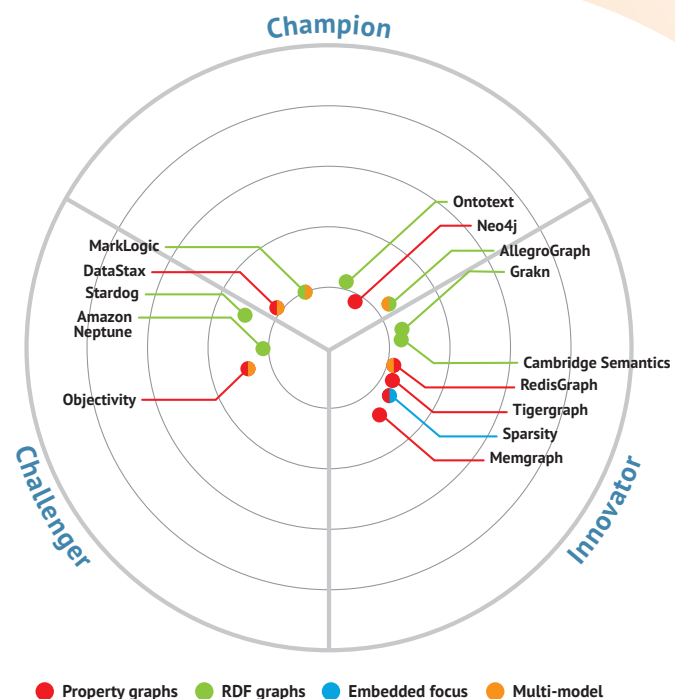 Champion
Ontotext
Neo4j
MarkLogic
AllegroGraph
DataStax
Grakn
Stardog
Amazon
Neptune
Cambridge Semantics
RedisGraph
Objectivity
Tigergraph
Sparsity
Memgraph
Challenger
Innovator
Property graphs
RDF graphs
Embedded focus
Multi-model